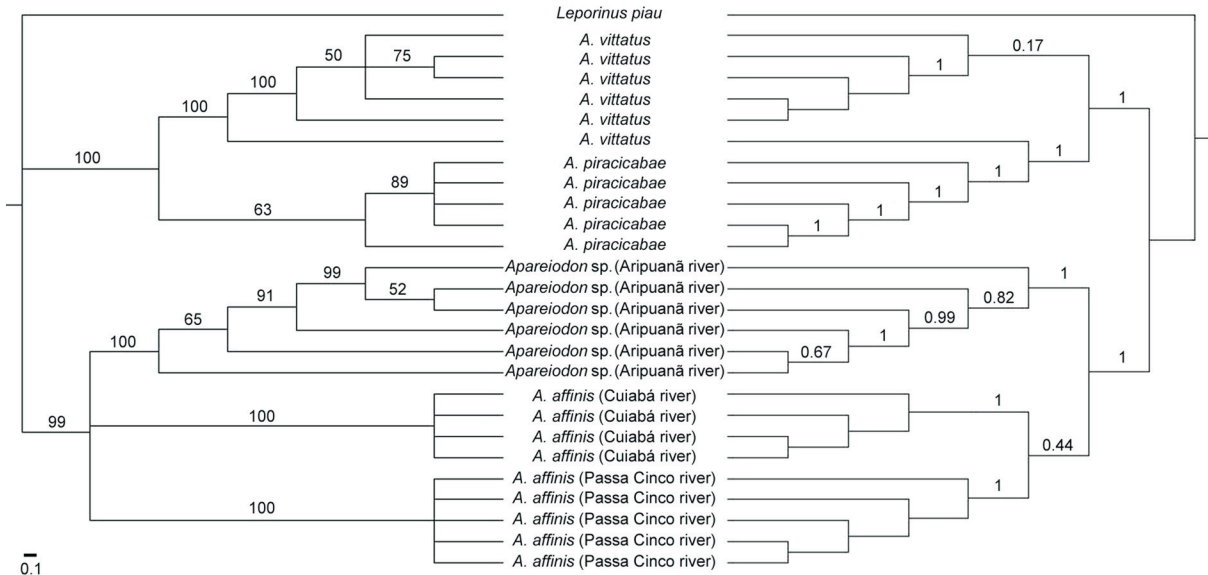 Leporinus piau
A. vittatus
0.17
50
75
A. vittatus
1
A. vittatus
100
A. vittatus
100
1
A. vittatus
A. vittatus
1
100
A. piracicabae
1
89
A. piracicabae
1
A. piracicabae
1
63
A. piracicabae
1
A. piracicabae
Apareiodon sp. (Aripuanã river)
99
1
52
Apareiodon sp. (Aripuanã river)
91
0.82
Apareiodon sp. (Aripuanã river)
0.99
65
Apareiodon sp. (Aripuanã river)
1
100
Apareiodon sp. (Aripuanã river)
0.67
1
Apareiodon sp. (Aripuanã river)
A. affinis (Cuiabá river)
1
99
100
A. affinis (Cuiabá river)
A. affinis (Cuiabá river)
0.44
A. affinis (Cuiabá river)
A. affinis (Passa Cinco river)
1
A. affinis (Passa Cinco river)
100
A. affinis (Passa Cinco river)
A. affinis (Passa Cinco river)
A. affinis (Passa Cinco river)
0.1